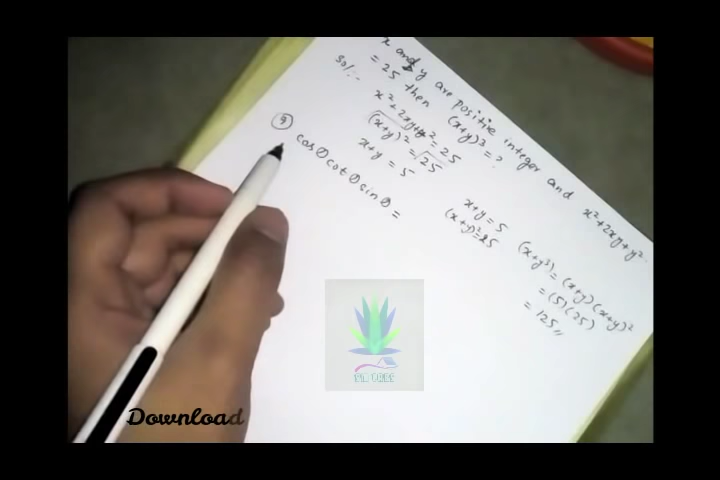 x and y are positive integer and x²+2xy+y²
= 25 then (x+y)³ = ?
Sol:-
x²+2xy+y² = 25
√(x+y)² = √25
x+y = 5
x+y = 5
(x+y)² = 25
(x+y³) = (x+y)(x+y)²
= (5)(25)
= 125 //
9
cosθ cotθ sinθ =
Download